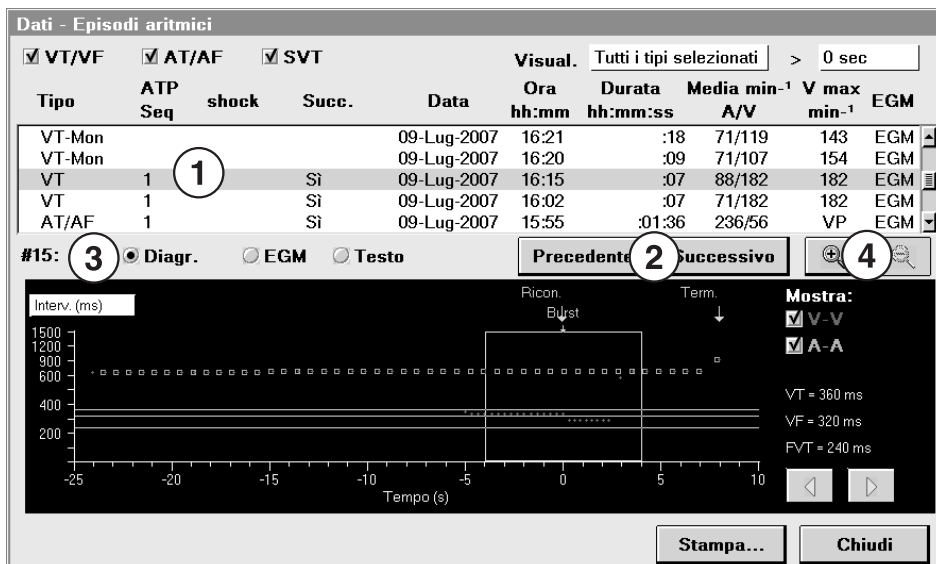 Dati - Episodi aritmici
VT/VF AT/AF SVT Visual. Tutti i tipi selezionati > 0 sec
Tipo ATP Seq shock Succ. Data Ora hh:mm Durata hh:mm:ss Media min-¹ A/V V max min-¹ EGM
VT-Mon 09-Lug-2007 16:21 :18 71/119 143 EGM
VT-Mon 09-Lug-2007 16:20 :09 71/107 154 EGM
VT 1 Sì 09-Lug-2007 16:15 :07 88/182 182 EGM
VT 1 Sì 09-Lug-2007 16:02 :07 71/182 182 EGM
AT/AF 1 Sì 09-Lug-2007 15:55 :01:36 236/56 VP EGM
1
#15: 3 Diagr. EGM Testo Precedente 2 Successivo 4
Interv. (ms)
Ricon. Term.
Burst
Mostra:
V-V
A-A
1500
1200
900
600
400
200
VT = 360 ms
VF = 320 ms
FVT = 240 ms
-25 -20 -15 -10 -5 0 5 10
Tempo (s)
Stampa... Chiudi